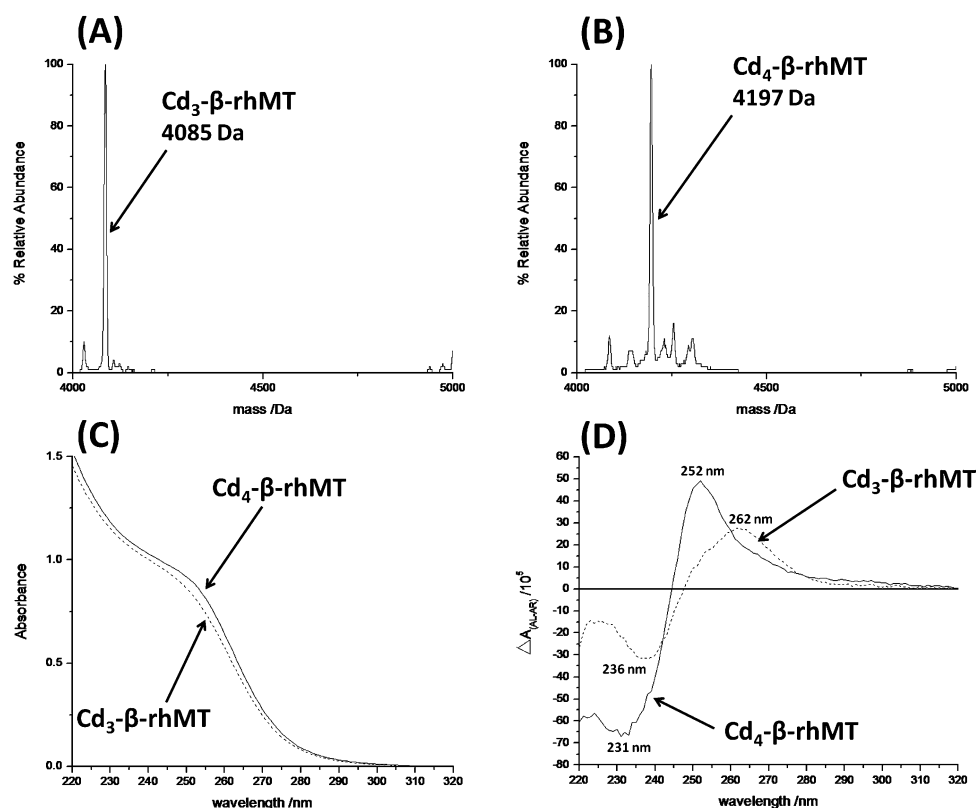 (A)
Cd₃-β-rhMT
4085 Da
100
80
60
40
20
0
% Relative Abundance
4000
4500
5000
mass /Da
(B)
Cd₄-β-rhMT
4197 Da
100
80
60
40
20
0
% Relative Abundance
4000
4500
5000
mass /Da
(C)
Cd₄-β-rhMT
Cd₃-β-rhMT
1.5
1.0
0.5
0.0
Absorbance
220 230 240 250 260 270 280 290 300 310 320
wavelength /nm
(D)
252 nm
Cd₃-β-rhMT
262 nm
236 nm
Cd₄-β-rhMT
231 nm
60
50
40
30
20
10
0
-10
-20
-30
-40
-50
-60
-70
-80
△A(AL-AR) /10⁵
220 230 240 250 260 270 280 290 300 310 320
wavelength /nm